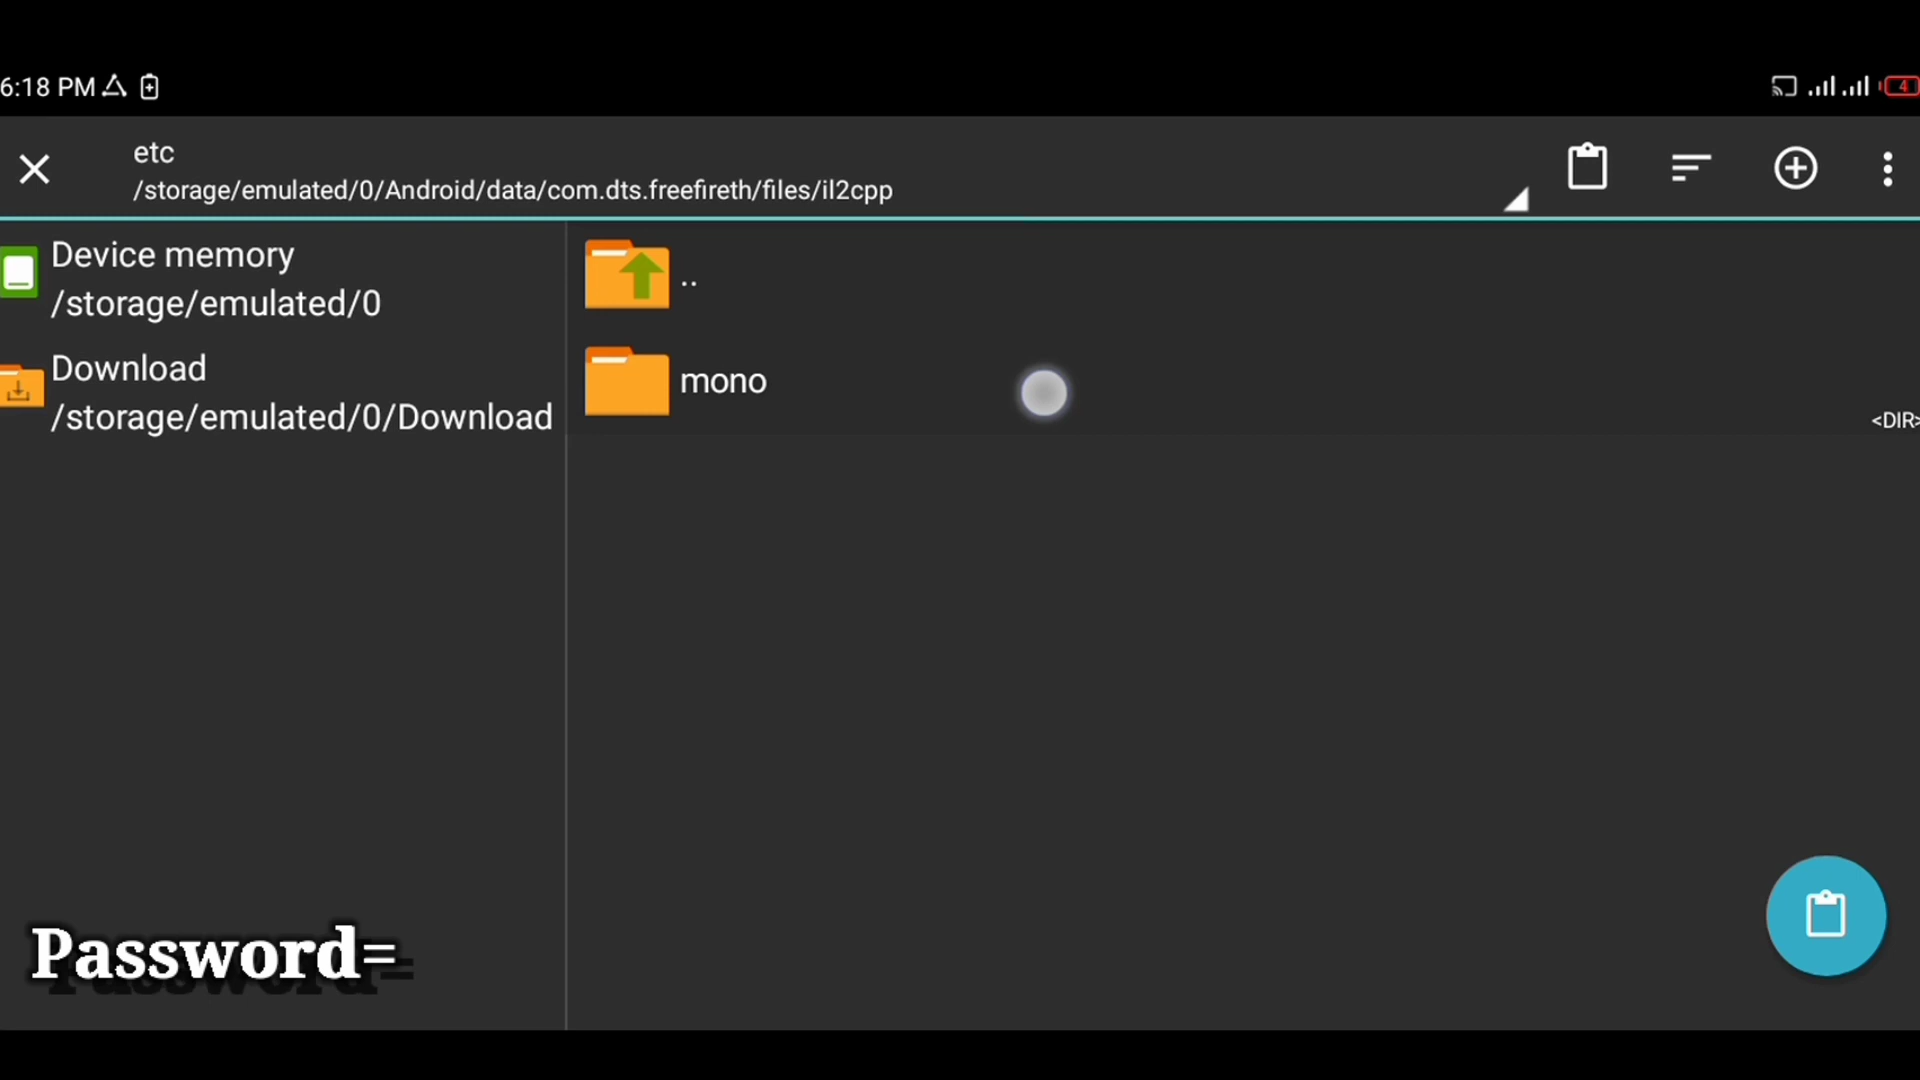 6:18 PM
4
etc
/storage/emulated/0/Android/data/com.dts.freefireth/files/il2cpp
Device memory
/storage/emulated/0
Download
/storage/emulated/0/Download
..
mono
<DIR>
Password=